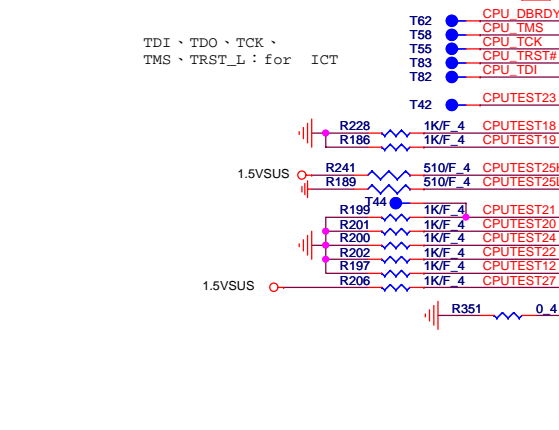 T62 CPU_DBRDY
T58 CPU_TMS
TDI、TDO、TCK、
T55 CPU_TCK
TMS、TRST_L：for ICT
T83 CPU_TRST#
T82 CPU_TDI
T42 CPUTEST23
R228 1K/F_4 CPUTEST18
R186 1K/F_4 CPUTEST19
1.5VSUS R241 510/F_4 CPUTEST25H
R189 510/F_4 CPUTEST25L
T44
R199 1K/F_4 CPUTEST21
R201 1K/F_4 CPUTEST20
R200 1K/F_4 CPUTEST24
R202 1K/F_4 CPUTEST22
R197 1K/F_4 CPUTEST12
1.5VSUS R206 1K/F_4 CPUTEST27
R351 0_4